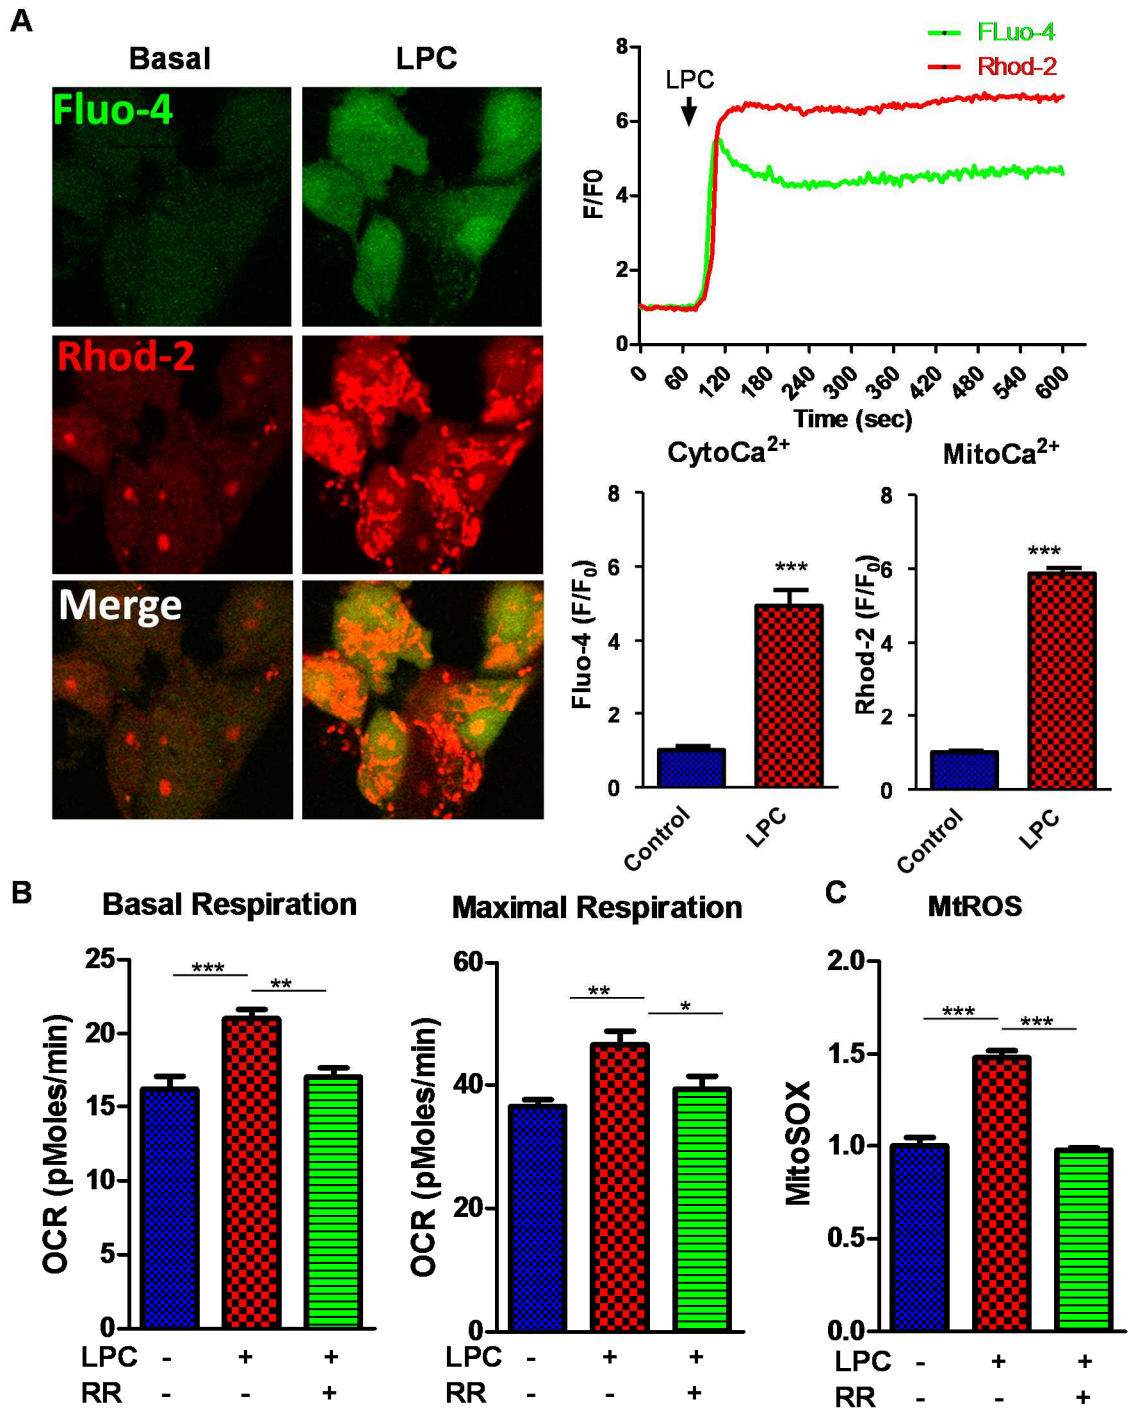 A
Basal
LPC
Fluo-4
Rhod-2
Merge
FLuo-4
Rhod-2
LPC
F/F0
8
6
4
2
0
0 60 120 180 240 300 360 420 480 540 600
Time (sec)
CytoCa²⁺
Fluo-4 (F/F₀)
8
6
4
2
0
***
Control
LPC
MitoCa²⁺
Rhod-2 (F/F₀)
8
6
4
2
0
***
Control
LPC
B
Basal Respiration
OCR (pMoles/min)
25
20
15
10
5
0
*** **
LPC - + +
RR - - +
Maximal Respiration
OCR (pMoles/min)
60
40
20
0
** *
LPC - + +
RR - - +
C
MtROS
MitoSOX
2.0
1.5
1.0
0.5
0.0
*** ***
LPC - + +
RR - - +